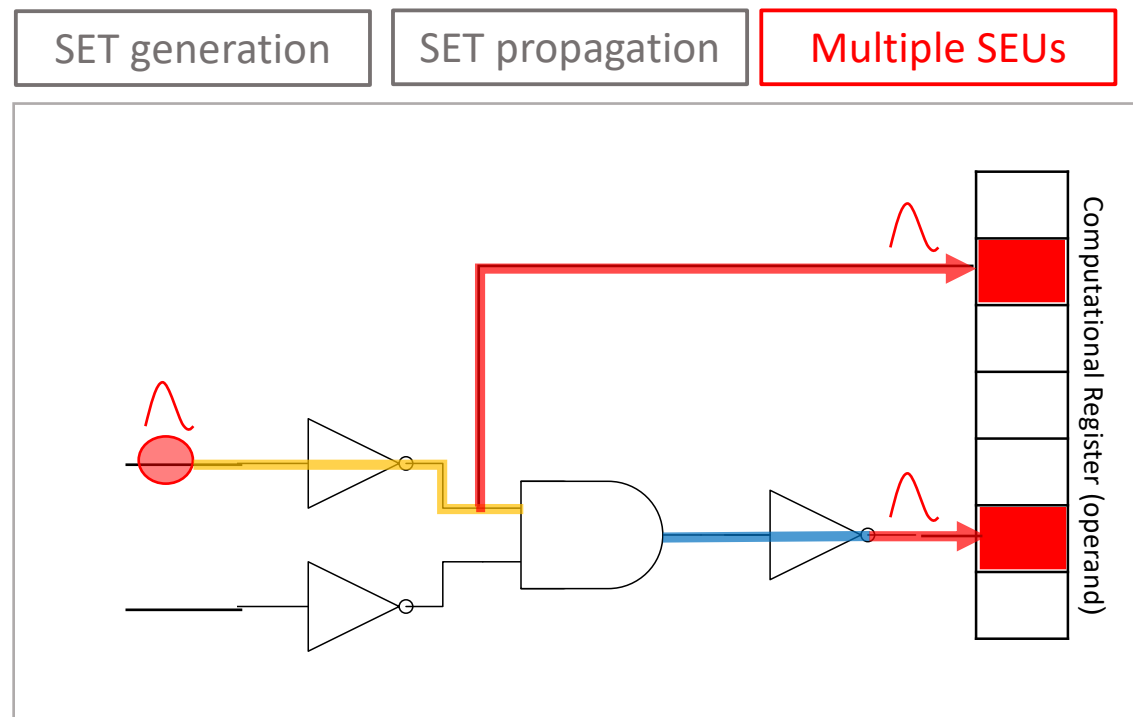 SET generation
SET propagation
Multiple SEUs
Computational Register (operand)